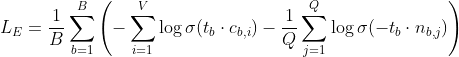 L_E = \frac{1}{B} \sum_{b=1}^{B} \left( -\sum_{i=1}^{V} \log \sigma(t_b \cdot c_{b,i}) - \frac{1}{Q} \sum_{j=1}^{Q} \log \sigma(-t_b \cdot n_{b,j}) \right)